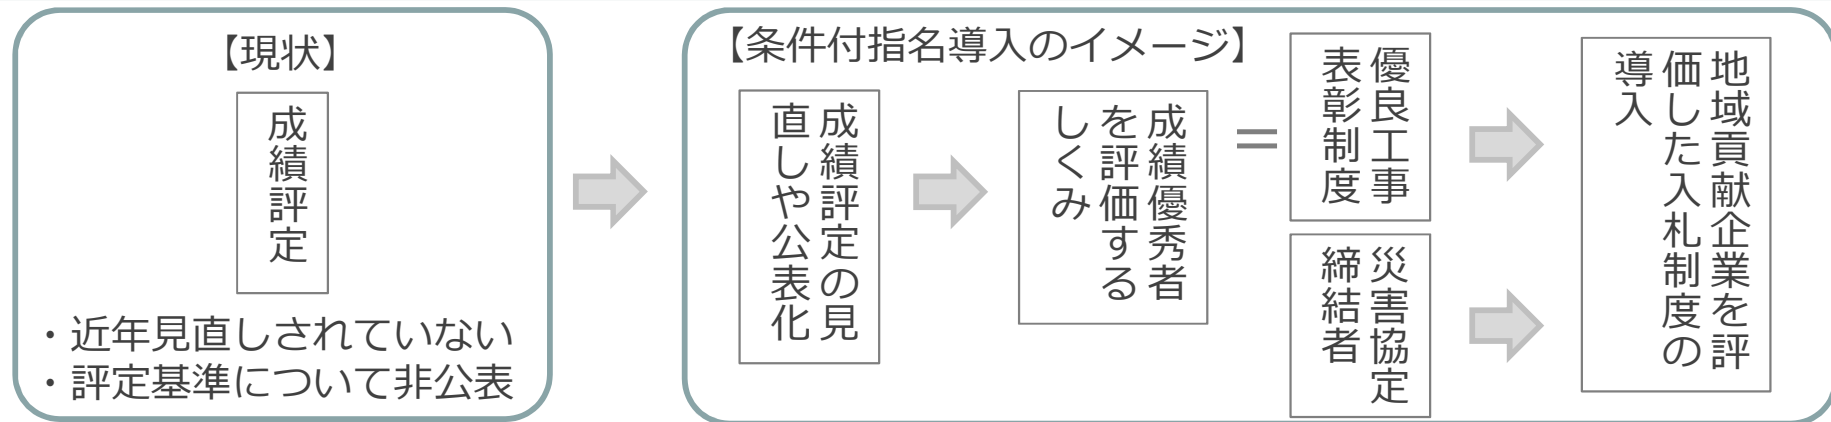 【現状】
成績評定
・近年見直しされていない
・評定基準について非公表
【条件付指名導入のイメージ】
成績評定の見
直しや公表化
成績優秀者
を評価する
しくみ
＝
優良工事
表彰制度
災害協定
締結者
地域貢献企業を評
価した入札制度の
導入